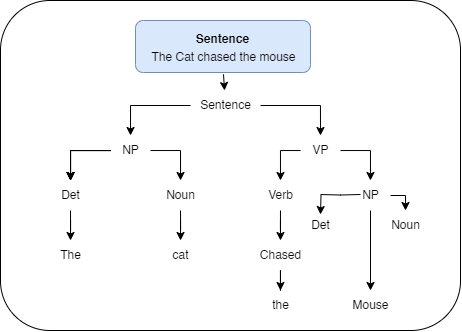 Sentence
The Cat chased the mouse
Sentence
NP VP
Det Noun Verb NP
Det Noun
The cat Chased
the Mouse